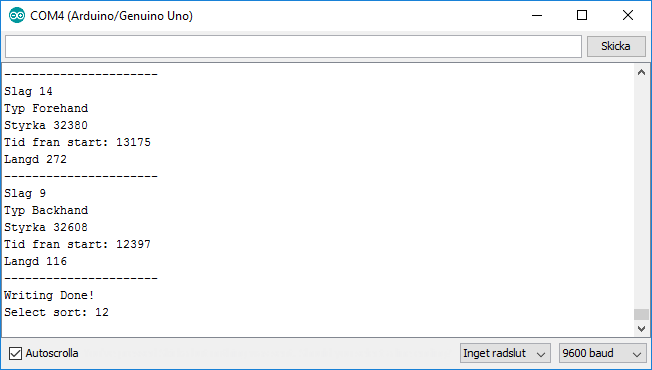 COM4 (Arduino/Genuino Uno)
Skicka
----------------------
Slag 14
Typ Forehand
Styrka 32380
Tid fran start: 13175
Langd 272
----------------------
Slag 9
Typ Backhand
Styrka 32608
Tid fran start: 12397
Langd 116
----------------------
Writing Done!
Select sort: 12
Autoscrolla
Inget radslut
9600 baud